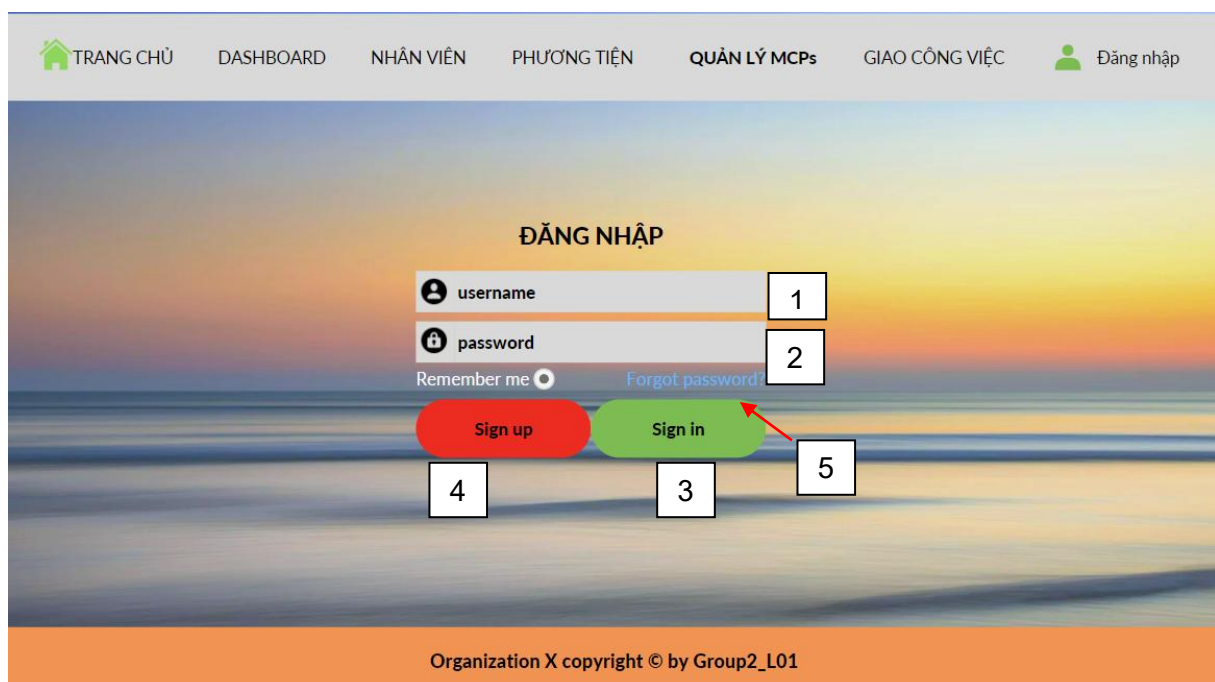 TRANG CHỦ DASHBOARD NHÂN VIÊN PHƯƠNG TIỆN QUẢN LÝ MCPs GIAO CÔNG VIỆC Đăng nhập
ĐĂNG NHẬP
username 1
password 2
Remember me Forgot password?
Sign up Sign in
5
4 3
Organization X copyright © by Group2_L01